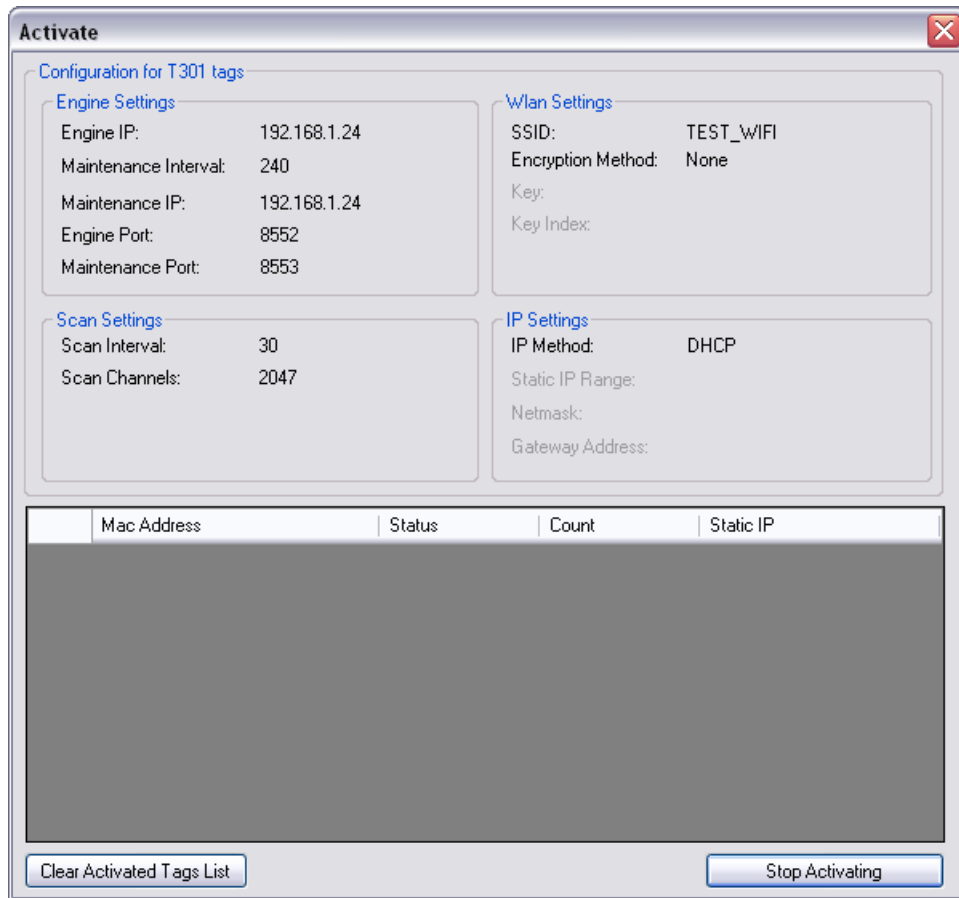 Activate
Configuration for T301 tags
Engine Settings
Engine IP: 192.168.1.24
Maintenance Interval: 240
Maintenance IP: 192.168.1.24
Engine Port: 8552
Maintenance Port: 8553
Wlan Settings
SSID: TEST_WIFI
Encryption Method: None
Key:
Key Index:
Scan Settings
Scan Interval: 30
Scan Channels: 2047
IP Settings
IP Method: DHCP
Static IP Range:
Netmask:
Gateway Address:
Mac Address Status Count Static IP
Clear Activated Tags List Stop Activating